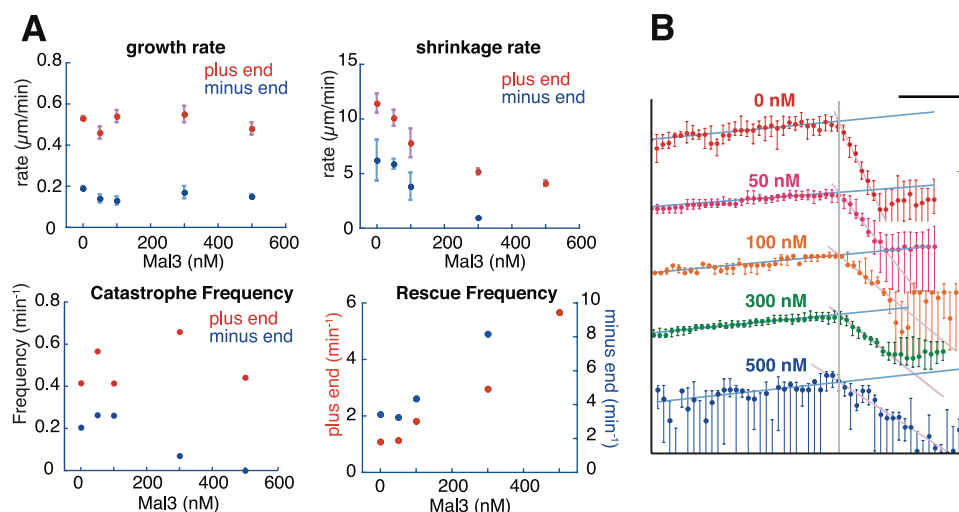 A
growth rate
plus end
minus end
rate (µm/min)
0.8
0.6
0.4
0.2
0
0 200 400 600
Mal3 (nM)
shrinkage rate
plus end
minus end
rate (µm/min)
15
10
5
0
0 200 400 600
Mal3 (nM)
Catastrophe Frequency
plus end
minus end
Frequency (min⁻¹)
0.8
0.6
0.4
0.2
0
0 200 400 600
Mal3 (nM)
Rescue Frequency
plus end (min⁻¹)
6
4
2
0
minus end (min⁻¹)
10
8
6
4
2
0
0 200 400
Mal3 (nM)
B
0 nM
50 nM
100 nM
300 nM
500 nM